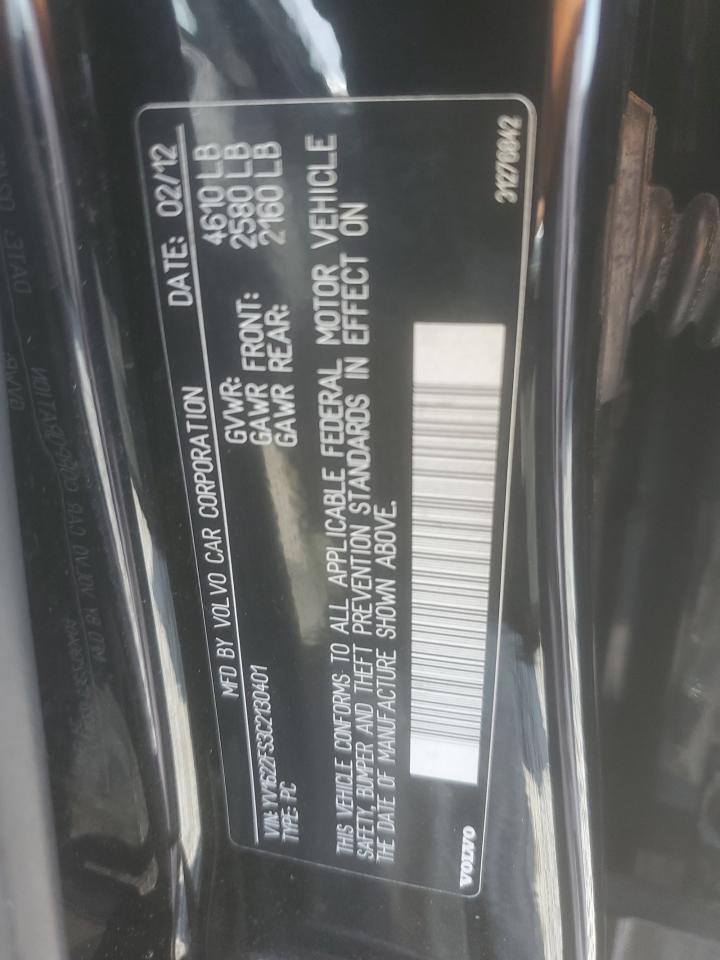 MFD BY VOLVO CAR CORPORATION DATE: 02/12
GVWR: 4610 LB
GAWR FRONT: 2580 LB
GAWR REAR: 2160 LB
VIN: YV1622FS3C2130401
TYPE: PC
THIS VEHICLE CONFORMS TO ALL APPLICABLE FEDERAL MOTOR VEHICLE
SAFETY, BUMPER AND THEFT PREVENTION STANDARDS IN EFFECT ON
THE DATE OF MANUFACTURE SHOWN ABOVE.
VOLVO 31276842